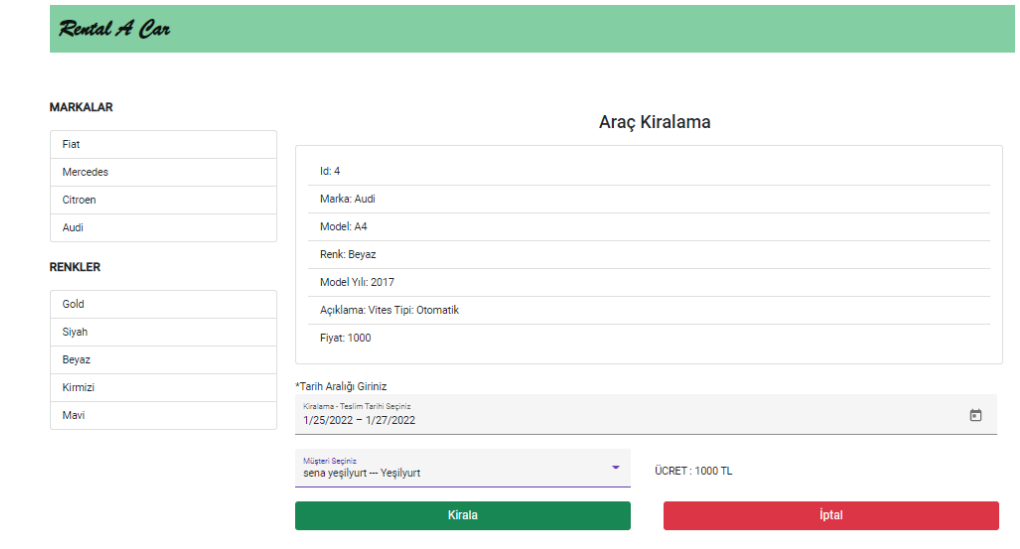 Rental A Car
MARKALAR
Fiat
Mercedes
Citroen
Audi
RENKLER
Gold
Siyah
Beyaz
Kirmizi
Mavi
Araç Kiralama
Id: 4
Marka: Audi
Model: A4
Renk: Beyaz
Model Yılı: 2017
Açıklama: Vites Tipi: Otomatik
Fiyat: 1000
*Tarih Aralığı Giriniz
Kiralama - Teslim Tarihi Seçiniz
1/25/2022 – 1/27/2022
Müşteri Seçiniz
sena yeşilyurt --- Yeşilyurt
ÜCRET : 1000 TL
Kirala
İptal